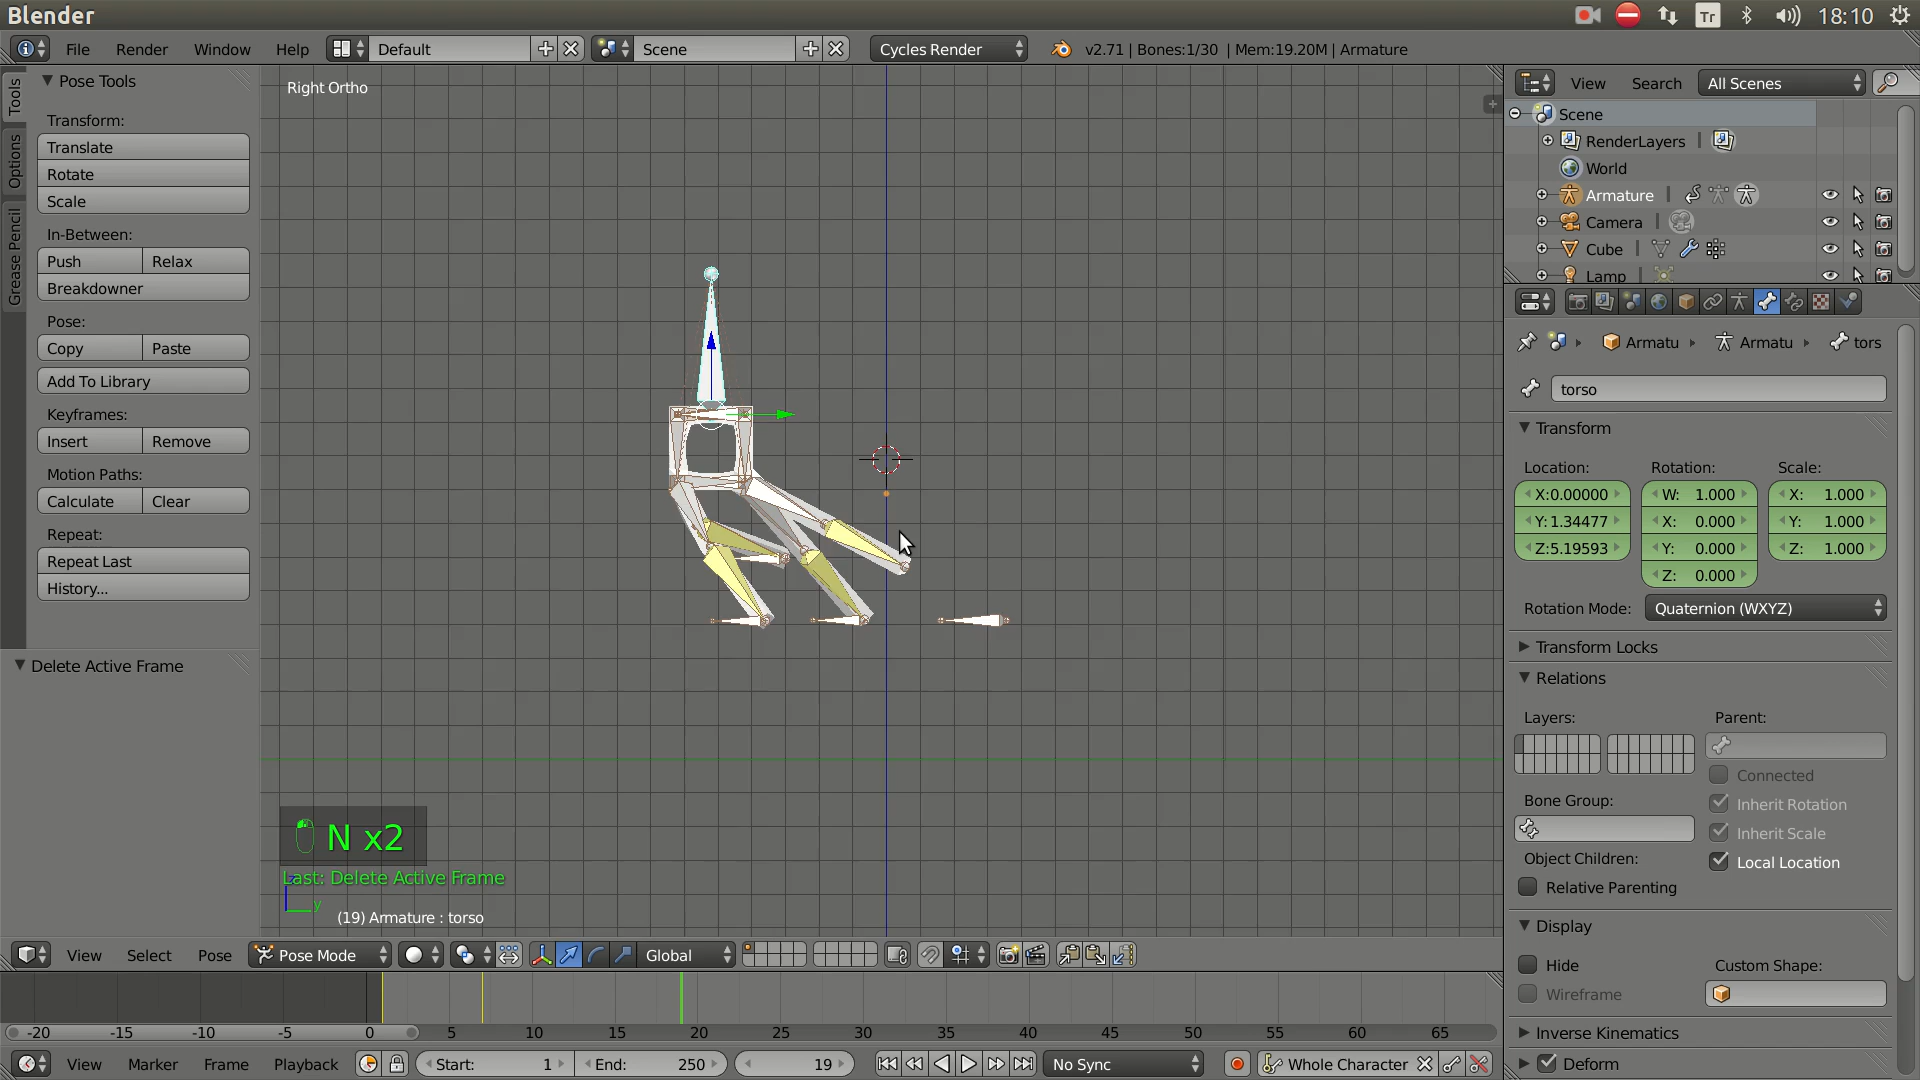 Blender
Tr
18:10
File
Render
Window
Help
Default
Scene
Cycles Render
v2.71 | Bones:1/30 | Mem:19.20M | Armature
Tools
Options
Grease Pencil
Pose Tools
Transform:
Translate
Rotate
Scale
In-Between:
Push
Relax
Breakdowner
Pose:
Copy
Paste
Add To Library
Keyframes:
Insert
Remove
Motion Paths:
Calculate
Clear
Repeat:
Repeat Last
History...
Delete Active Frame
Right Ortho
N x2
Last: Delete Active Frame
y
(19) Armature : torso
View
Search
All Scenes
Scene
RenderLayers
World
Armature
Camera
Cube
Lamp
Armatu
Armatu
tors
torso
Transform
Location:
Rotation:
Scale:
X:0.00000
W: 1.000
X: 1.000
Y: 1.34477
X: 0.000
Y: 1.000
Z:5.19593
Y: 0.000
Z: 1.000
Z: 0.000
Rotation Mode:
Quaternion (WXYZ)
Transform Locks
Relations
Layers:
Parent:
Connected
Bone Group:
Inherit Rotation
Inherit Scale
Object Children:
Local Location
Relative Parenting
Display
Hide
Custom Shape:
Wireframe
Inverse Kinematics
Deform
View
Select
Pose
Pose Mode
Global
-20 -15 -10 -5 0 5 10 15 20 25 30 35 40 45 50 55 60 65
View
Marker
Frame
Playback
Start: 1
End: 250
19
No Sync
Whole Character